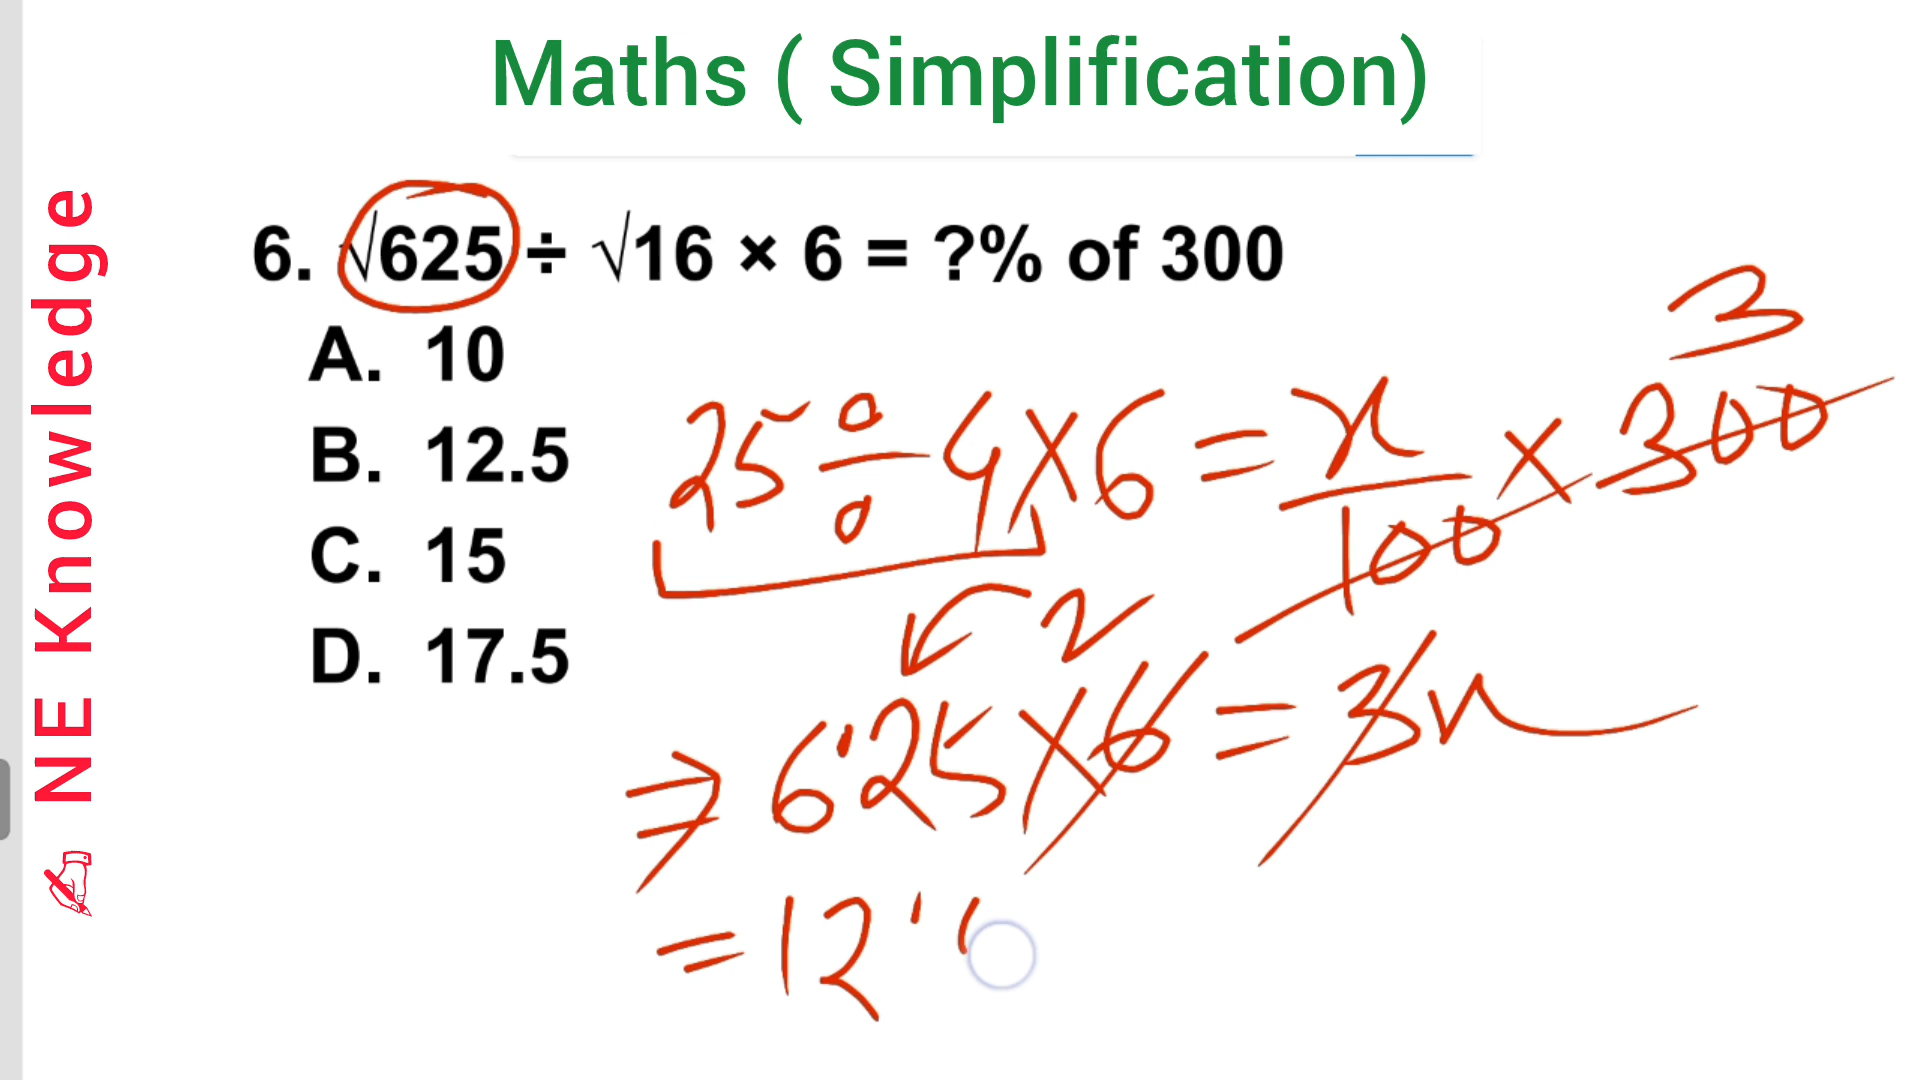 Maths ( Simplification)
6. √625 ÷ √16 × 6 = ?% of 300
A. 10
B. 12.5
C. 15
D. 17.5
3
25 ÷ 4 × 6 = x/100 × 300
2
⇒ 6.25 × 6 = 3x
= 12.
✍ NE Knowledge